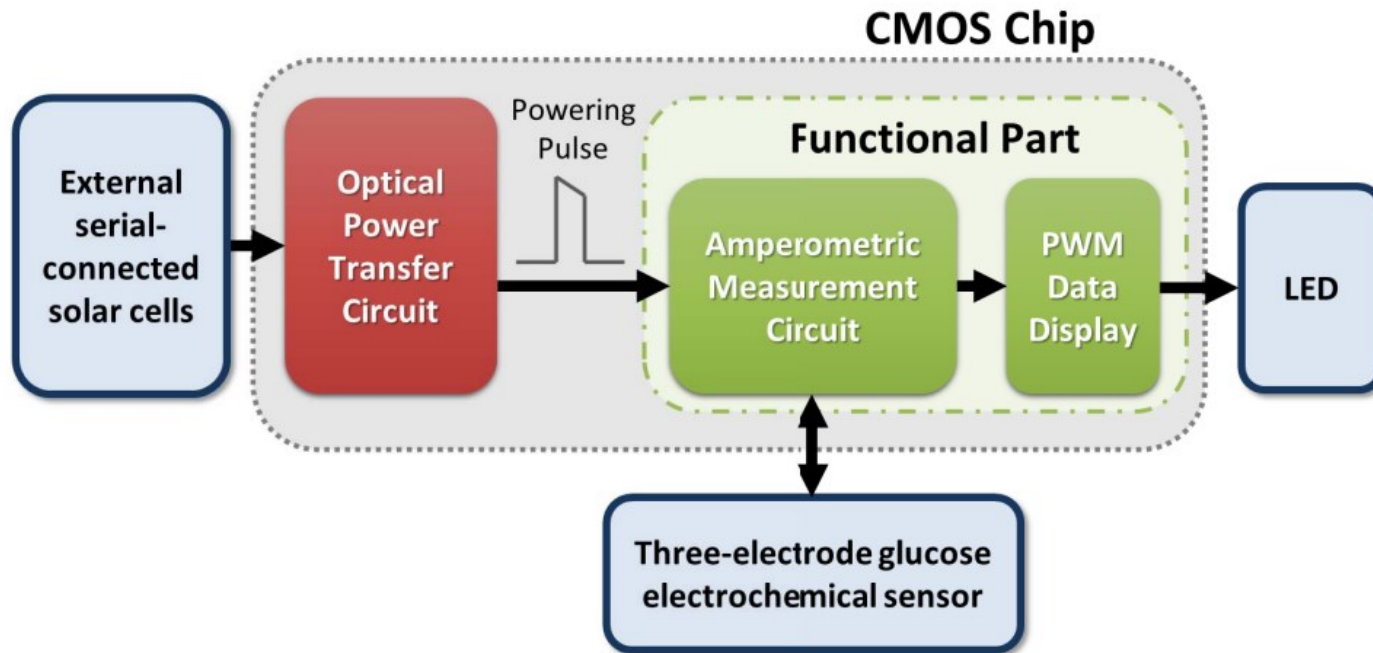 CMOS Chip
External
serial-
connected
solar cells
Optical
Power
Transfer
Circuit
Powering
Pulse
Functional Part
Amperometric
Measurement
Circuit
PWM
Data
Display
LED
Three-electrode glucose
electrochemical sensor